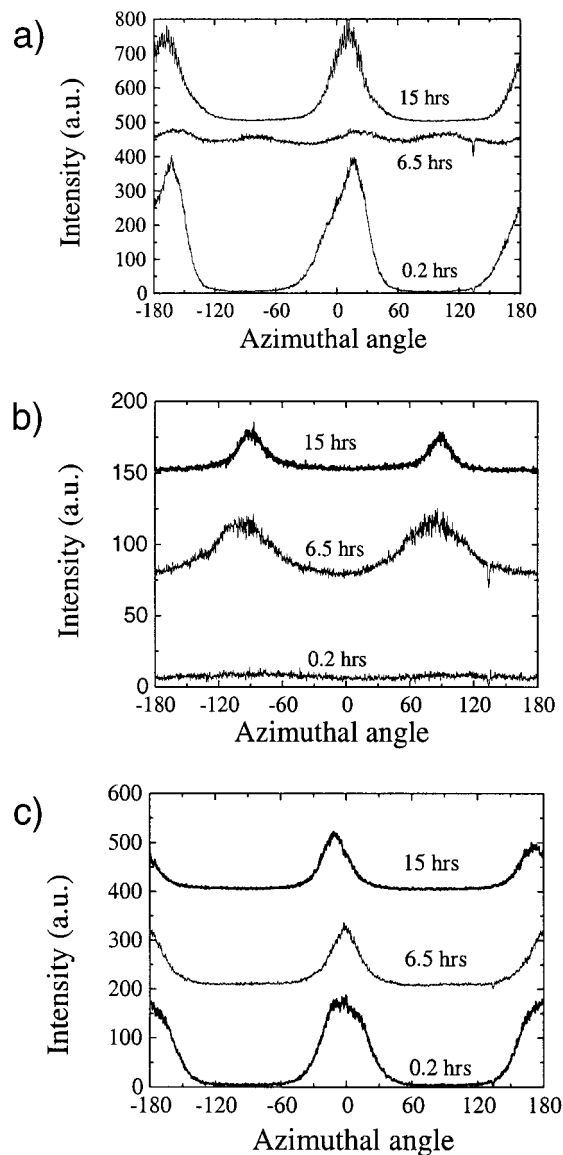 a)
800
700
600
500
400
300
200
100
0
Intensity (a.u.)
15 hrs
6.5 hrs
0.2 hrs
-180 -120 -60 0 60 120 180
Azimuthal angle
b)
200
150
100
50
0
Intensity (a.u.)
15 hrs
6.5 hrs
0.2 hrs
-180 -120 -60 0 60 120 180
Azimuthal angle
c)
600
500
400
300
200
100
0
Intensity (a.u.)
15 hrs
6.5 hrs
0.2 hrs
-180 -120 -60 0 60 120 180
Azimuthal angle